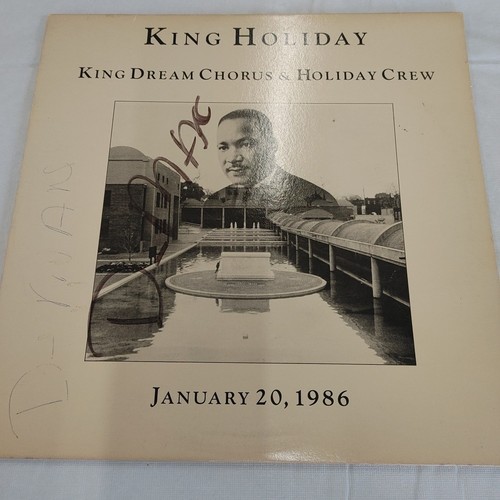 KING HOLIDAY
KING DREAM CHORUS & HOLIDAY CREW
JANUARY 20, 1986